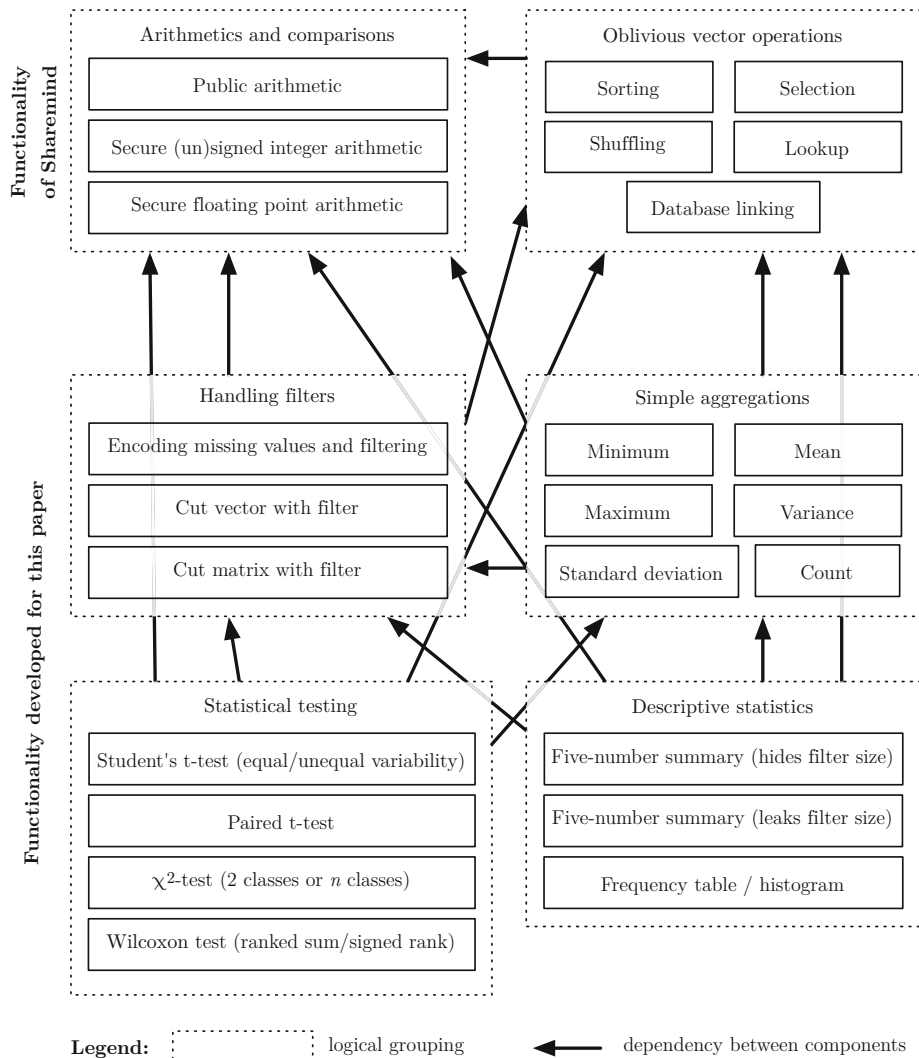 Functionality
of Sharemind
Arithmetics and comparisons
Public arithmetic
Secure (un)signed integer arithmetic
Secure floating point arithmetic
Oblivious vector operations
Sorting
Selection
Shuffling
Lookup
Database linking
Functionality developed for this paper
Handling filters
Encoding missing values and filtering
Cut vector with filter
Cut matrix with filter
Simple aggregations
Minimum
Mean
Maximum
Variance
Standard deviation
Count
Statistical testing
Student's t-test (equal/unequal variability)
Paired t-test
χ²-test (2 classes or n classes)
Wilcoxon test (ranked sum/signed rank)
Descriptive statistics
Five-number summary (hides filter size)
Five-number summary (leaks filter size)
Frequency table / histogram
Legend:
logical grouping
dependency between components